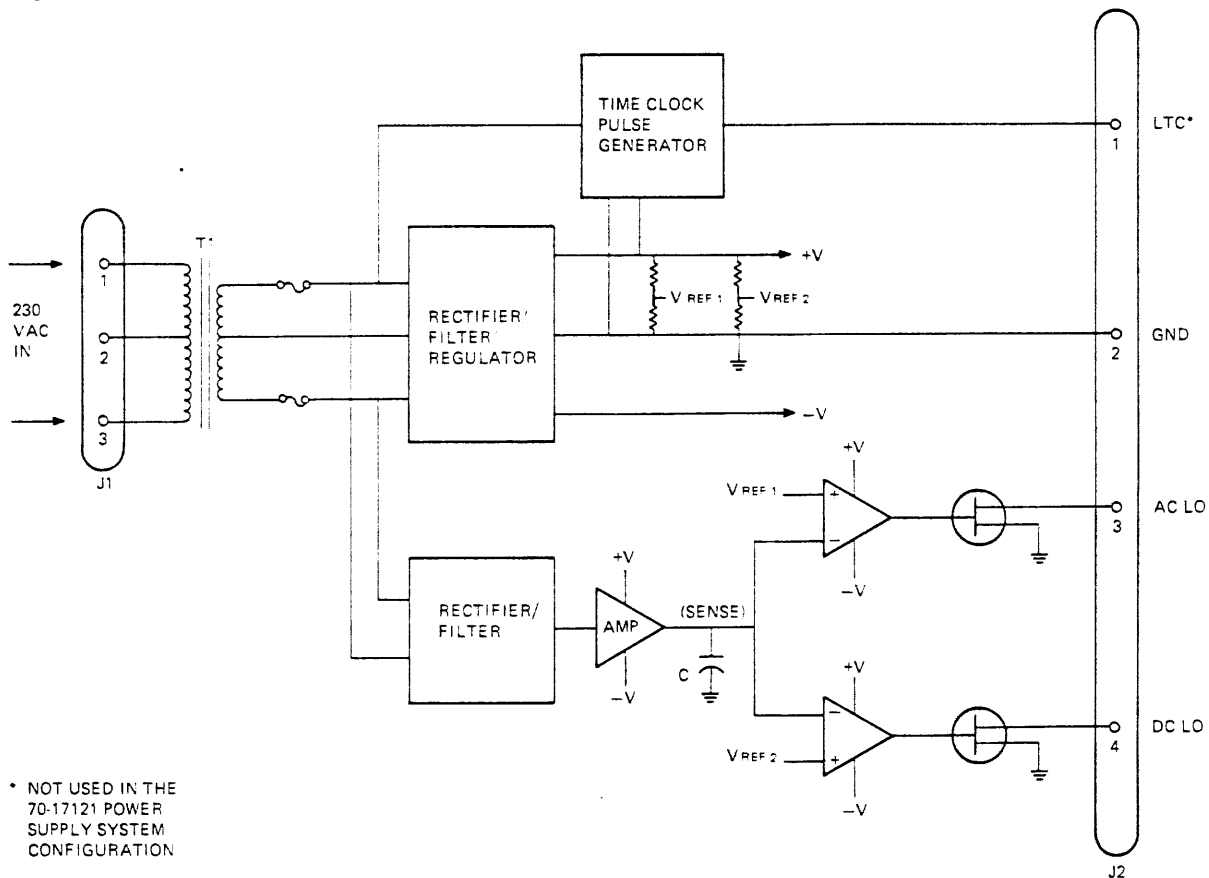 TIME CLOCK
PULSE
GENERATOR
LTC*
1
T1
1
230
VAC
IN
2
3
J1
RECTIFIER/
FILTER
REGULATOR
+V
V REF 1
V REF 2
GND
2
–V
+V
V REF 1
+
–
–V
AC LO
3
RECTIFIER/
FILTER
+V
AMP
–V
(SENSE)
C
+V
–
+
V REF 2
–V
DC LO
4
* NOT USED IN THE
70-17121 POWER
SUPPLY SYSTEM
CONFIGURATION
J2